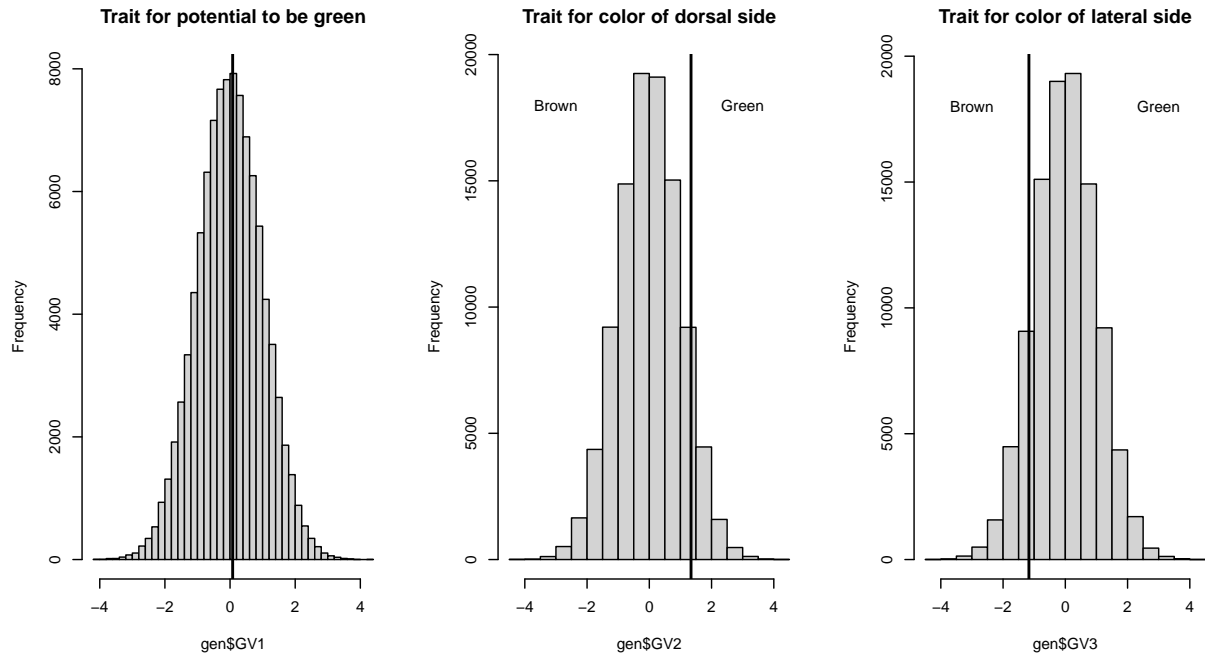 Trait for potential to be green
Frequency
0
2000
4000
6000
8000
−4 −2 0 2 4
gen$GV1
Trait for color of dorsal side
Brown Green
Frequency
0
5000
10000
15000
20000
−4 −2 0 2 4
gen$GV2
Trait for color of lateral side
Brown Green
Frequency
0
5000
10000
15000
20000
−4 −2 0 2 4
gen$GV3